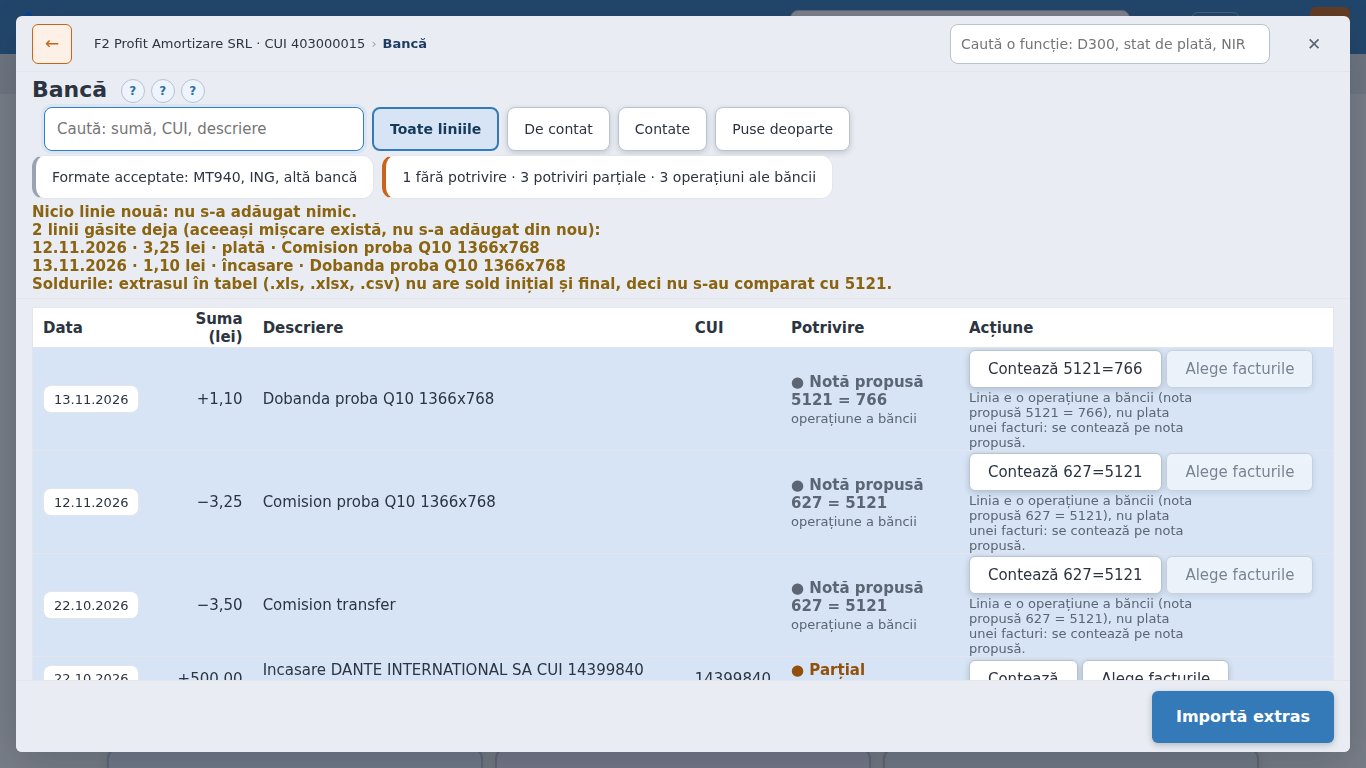 ←
F2 Profit Amortizare SRL · CUI 403000015 › Bancă
Caută o funcție: D300, stat de plată, NIR
✕
Bancă ? ? ?
Caută: sumă, CUI, descriere
Toate liniile
De contat
Contate
Puse deoparte
Formate acceptate: MT940, ING, altă bancă
1 fără potrivire · 3 potriviri parțiale · 3 operațiuni ale băncii
Nicio linie nouă: nu s-a adăugat nimic.
2 linii găsite deja (aceeași mișcare există, nu s-a adăugat din nou):
12.11.2026 · 3,25 lei · plată · Comision proba Q10 1366x768
13.11.2026 · 1,10 lei · încasare · Dobanda proba Q10 1366x768
Soldurile: extrasul în tabel (.xls, .xlsx, .csv) nu are sold inițial și final, deci nu s-au comparat cu 5121.
Data
Suma
(lei)
Descriere
CUI
Potrivire
Acțiune
13.11.2026
+1,10
Dobanda proba Q10 1366x768
● Notă propusă
5121 = 766
operațiune a băncii
Contează 5121=766
Alege facturile
Linia e o operațiune a băncii (nota
propusă 5121 = 766), nu plata
unei facturi: se contează pe nota
propusă.
12.11.2026
−3,25
Comision proba Q10 1366x768
● Notă propusă
627 = 5121
operațiune a băncii
Contează 627=5121
Alege facturile
Linia e o operațiune a băncii (nota
propusă 627 = 5121), nu plata
unei facturi: se contează pe nota
propusă.
22.10.2026
−3,50
Comision transfer
● Notă propusă
627 = 5121
operațiune a băncii
Contează 627=5121
Alege facturile
Linia e o operațiune a băncii (nota
propusă 627 = 5121), nu plata
unei facturi: se contează pe nota
propusă.
22.10.2026
+500,00
Incasare DANTE INTERNATIONAL SA CUI 14399840
14399840
● Parțial
Contează
Alege facturile
Importă extras